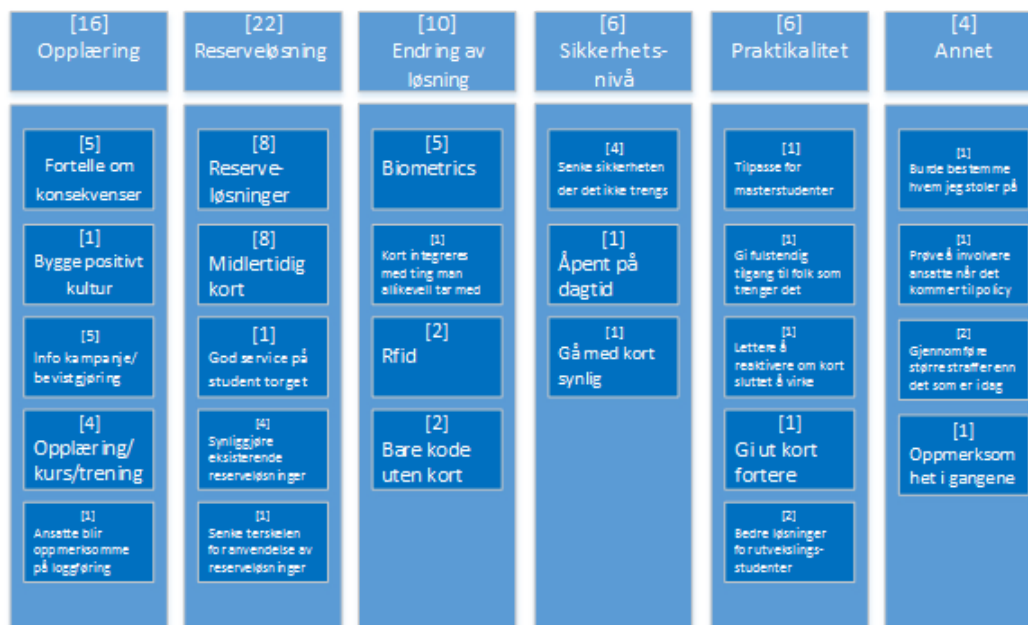 [16]
Opplæring
[5]
Fortelle om
konsekvenser
[1]
Bygge positivt
kultur
[5]
Info kampanje/
bevistgjøring
[4]
Opplæring/
kurs/trening
[1]
Ansatte blir
oppmerksomme
på loggføring
[22]
Reserveløsning
[8]
Reserve-
løsninger
[8]
Midlertidig
kort
[1]
God service på
student torget
[4]
Synliggjøre
eksisterende
reserveløsninger
[1]
Senke terskelen
for anvendelse av
reserveløsninger
[10]
Endring av
løsning
[5]
Biometrics
[1]
Kort integreres
med ting man
allikevell tar med
[2]
Rfid
[2]
Bare kode
uten kort
[6]
Sikkerhets-
nivå
[4]
Senke sikkerheten
der det ikke trengs
[1]
Åpent på
dagtid
[1]
Gå med kort
synlig
[6]
Praktikalitet
[1]
Tilpasse for
masterstudenter
[1]
Gi fulstendig
tilgang til folk som
trenger det
[1]
Lettere å
reaktivere om kort
sluttet å virke
[1]
Gi ut kort
fortere
[2]
Bedre løsninger
for utvekslings-
studenter
[4]
Annet
[1]
Burde bestemme
hvem jeg stoler på
[1]
Prøve å involvere
ansatte når det
kommer til policy
[2]
Gjennomføre
større straffer enn
det som er i dag
[1]
Oppmerksom
het i gangene